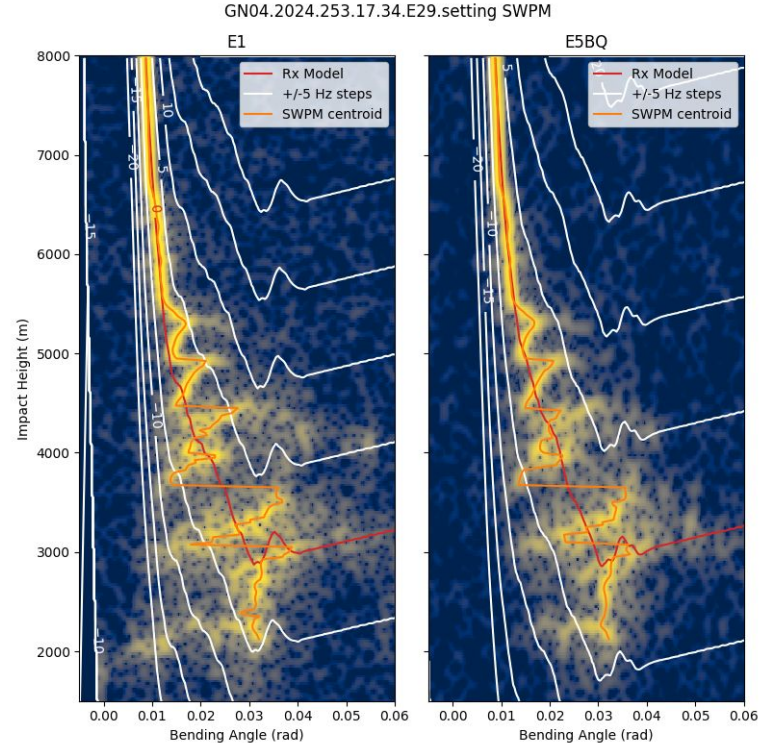 GN04.2024.253.17.34.E29.setting SWPM
E1
E5BQ
Rx Model
+/-5 Hz steps
SWPM centroid
Rx Model
+/-5 Hz steps
SWPM centroid
8000
7000
6000
5000
4000
3000
2000
Impact Height (m)
−15
−20
10
5
0
−15
−10
−10
5
−20
−10
−15
0.00 0.01 0.02 0.03 0.04 0.05 0.06
Bending Angle (rad)
0.00 0.01 0.02 0.03 0.04 0.05 0.06
Bending Angle (rad)